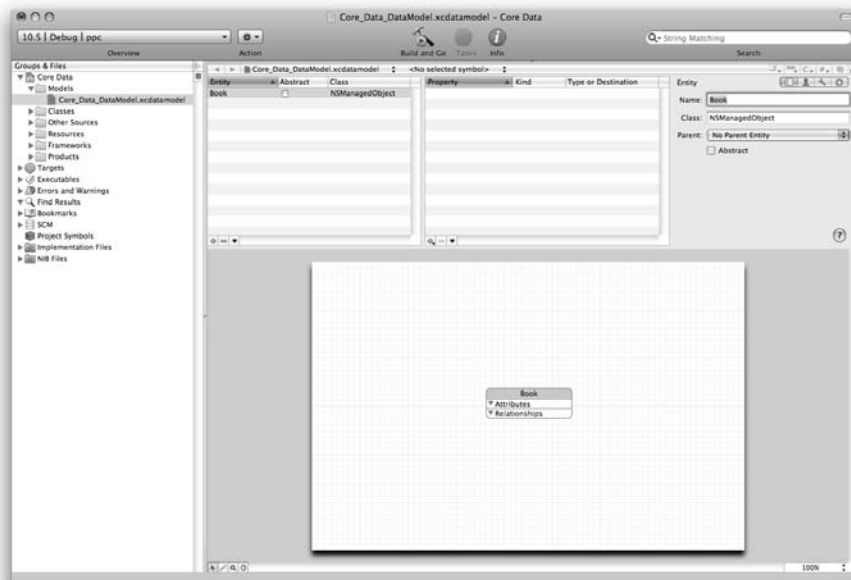 Core_Data_DataModel.xcdatamodel – Core Data
10.5 | Debug | ppc
String Matching
Overview
Action
Build and Go
Tasks
Info
Search
Groups & Files
Core Data
Models
Core_Data_DataModel.xcdatamodel
Classes
Other Sources
Resources
Frameworks
Products
Targets
Executables
Errors and Warnings
Find Results
Bookmarks
SCM
Project Symbols
Implementation Files
NIB Files
Core_Data_DataModel.xcdatamodel
<No selected symbol>
Entity
Abstract
Class
Book
NSManagedObject
Property
Kind
Type or Destination
Entity
Name: Book
Class: NSManagedObject
Parent: No Parent Entity
Abstract
?
Book
Attributes
Relationships
100%